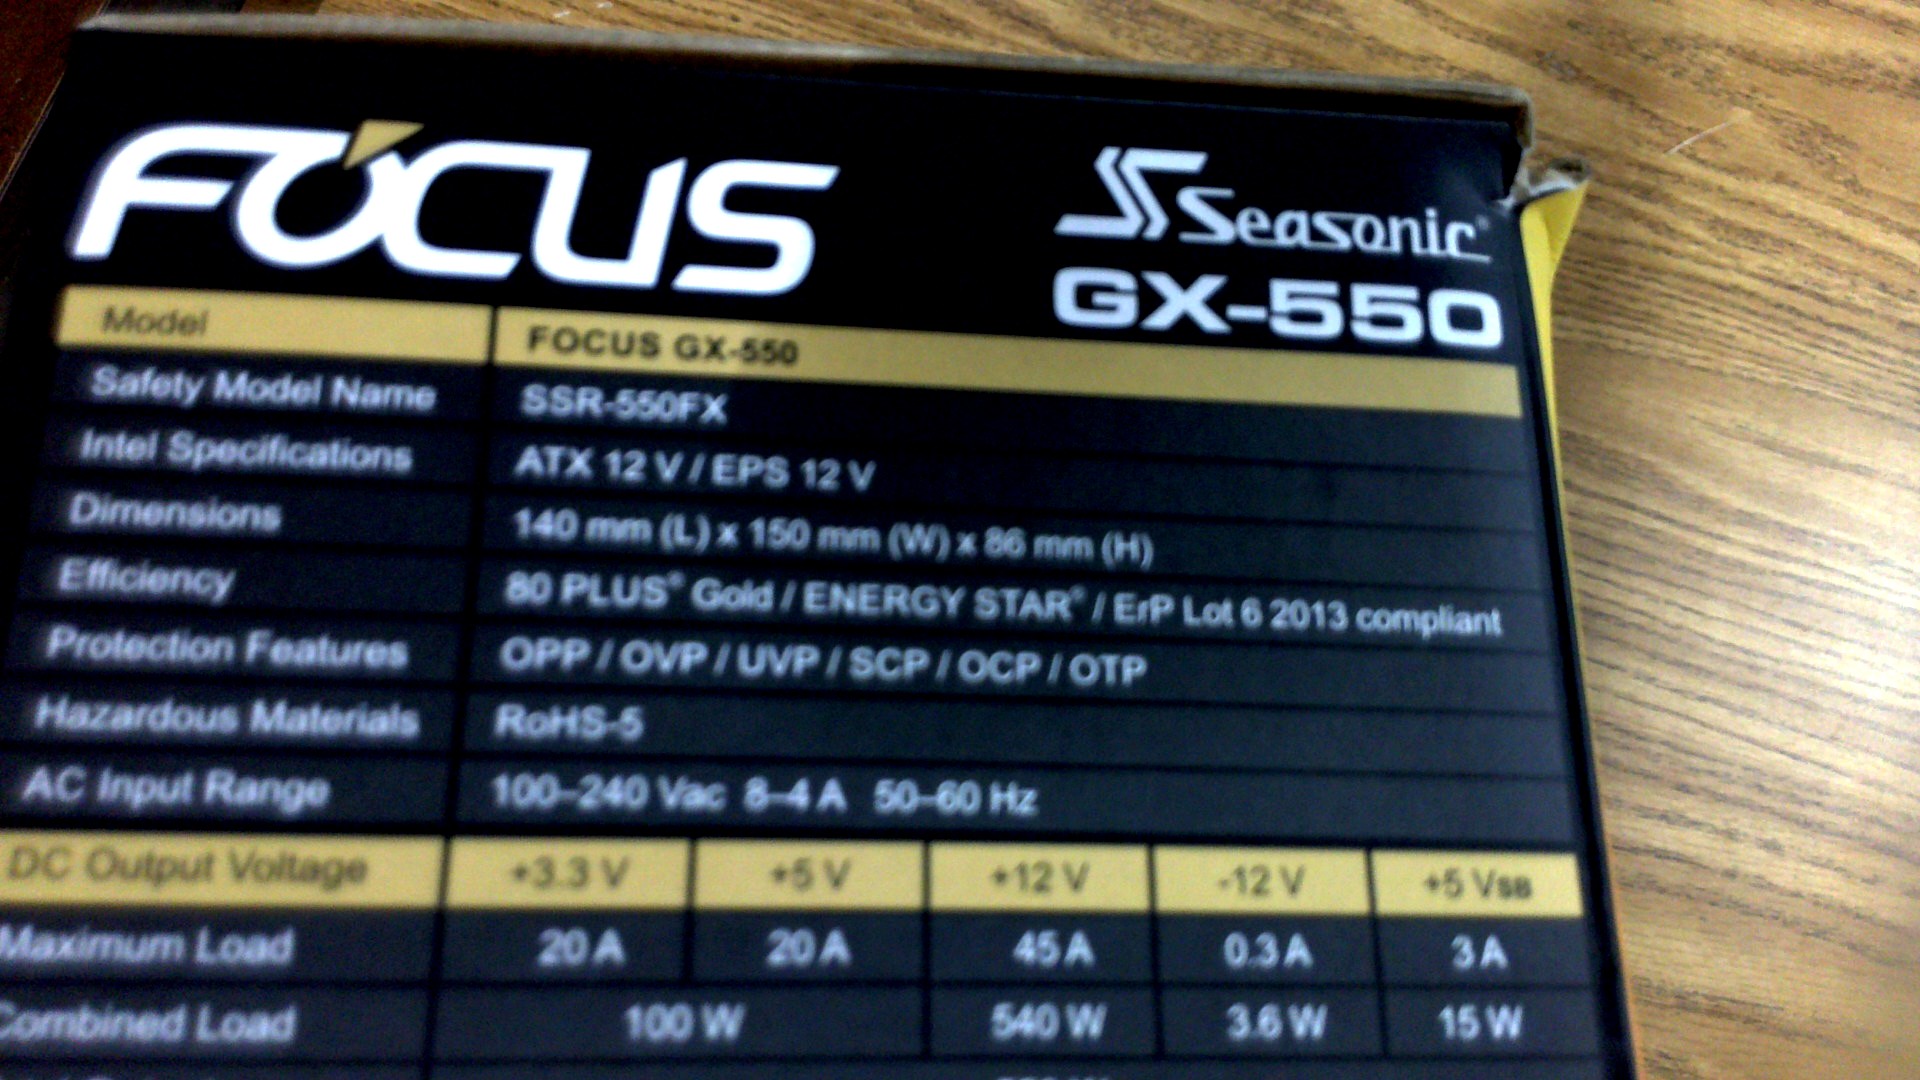 FOCUS
Seasonic®
GX-550
Model FOCUS GX-550
Safety Model Name SSR-550FX
Intel Specifications ATX 12 V / EPS 12 V
Dimensions 140 mm (L) x 150 mm (W) x 86 mm (H)
Efficiency 80 PLUS® Gold / ENERGY STAR® / ErP Lot 6 2013 compliant
Protection Features OPP / OVP / UVP / SCP / OCP / OTP
Hazardous Materials RoHS-5
AC Input Range 100–240 Vac 8–4 A 50–60 Hz
DC Output Voltage +3.3 V +5 V +12 V -12 V +5 VSB
Maximum Load 20 A 20 A 45 A 0.3 A 3 A
Combined Load 100 W 540 W 3.6 W 15 W